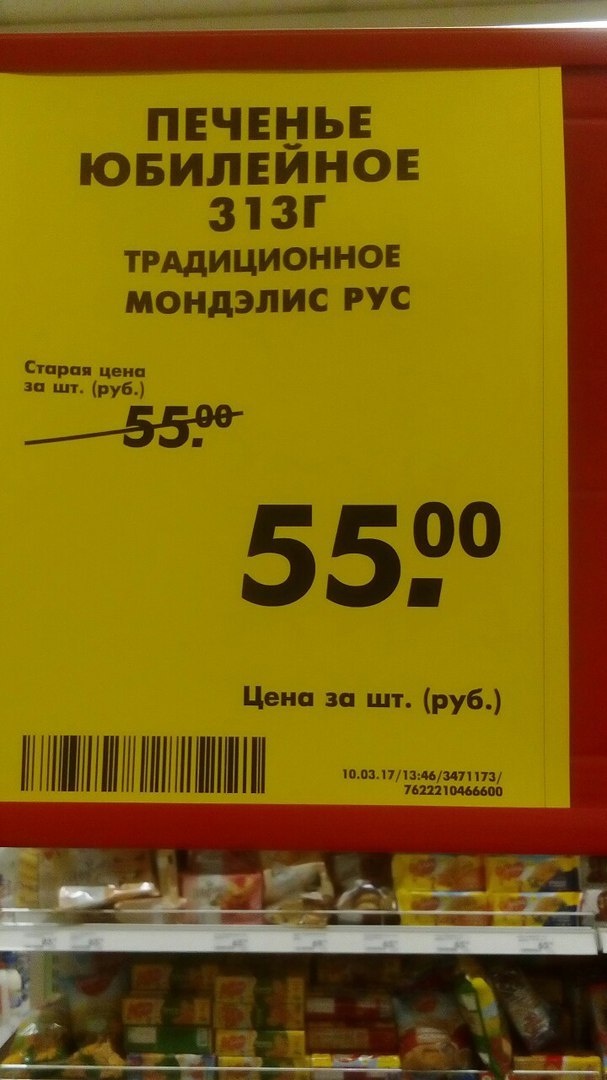 ПЕЧЕНЬЕ
ЮБИЛЕЙНОЕ
313Г
ТРАДИЦИОННОЕ
МОНДЭЛИС РУС
Старая цена
за шт. (руб.)
55.00
55.00
Цена за шт. (руб.)
10.03.17/13:46/3471173/
7622210466600